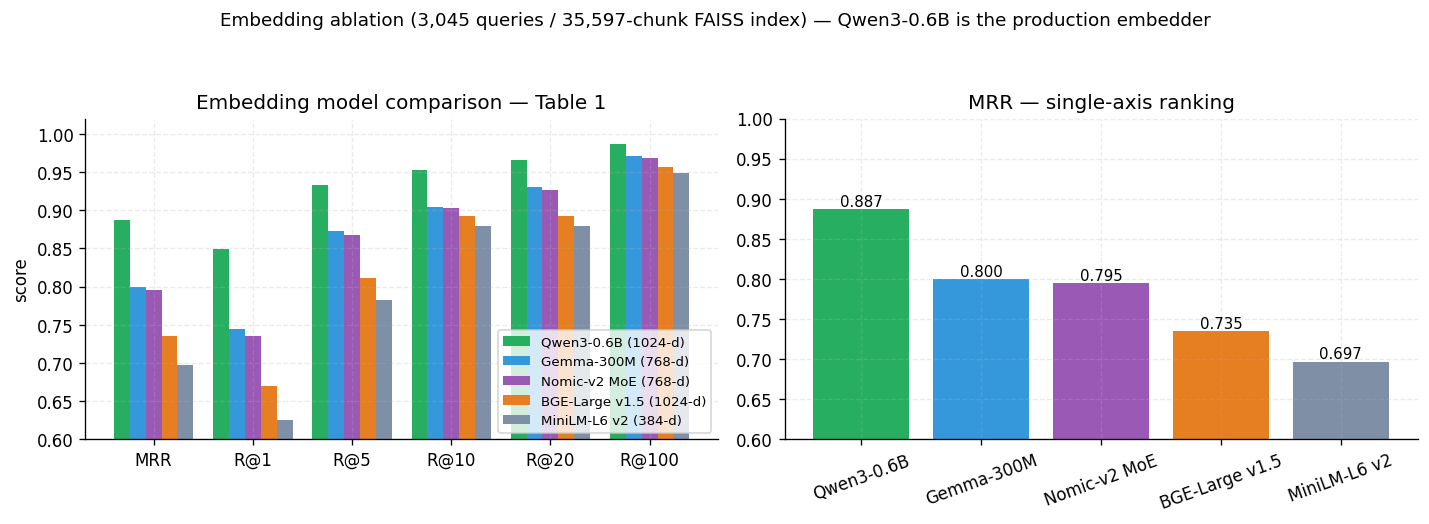 Embedding ablation (3,045 queries / 35,597-chunk FAISS index) — Qwen3-0.6B is the production embedder
Embedding model comparison — Table 1
score
1.00
0.95
0.90
0.85
0.80
0.75
0.70
0.65
0.60
MRR R@1 R@5 R@10 R@20 R@100
Qwen3-0.6B (1024-d)
Gemma-300M (768-d)
Nomic-v2 MoE (768-d)
BGE-Large v1.5 (1024-d)
MiniLM-L6 v2 (384-d)
MRR — single-axis ranking
1.00
0.95
0.90
0.85
0.80
0.75
0.70
0.65
0.60
0.887
0.800
0.795
0.735
0.697
Qwen3-0.6B
Gemma-300M
Nomic-v2 MoE
BGE-Large v1.5
MiniLM-L6 v2